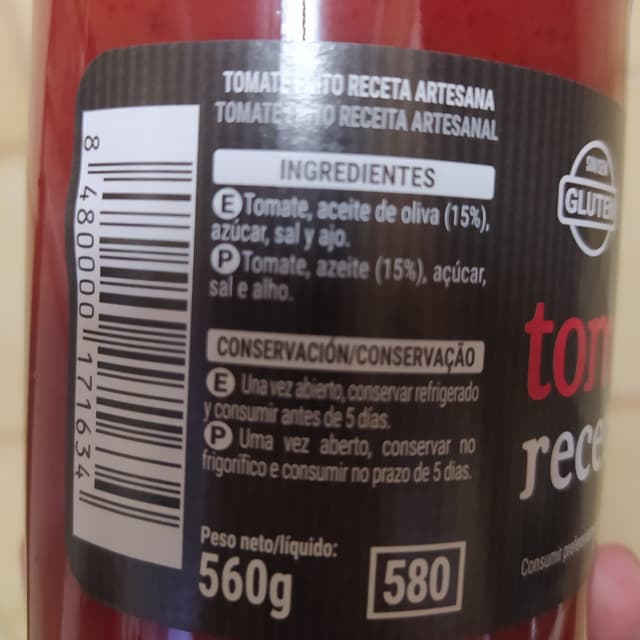 TOMATE RECETA ARTESANA
TOMATE RECEITA ARTESANAL
INGREDIENTES
E Tomate, aceite de oliva (15%),
azúcar, sal y ajo.
P Tomate, azeite (15%), açúcar,
sal e alho.
CONSERVACIÓN/CONSERVAÇÃO
E Una vez abierto, conservar refrigerado
y consumir antes de 5 días.
P Uma vez aberto, conservar no
frigorífico e consumir no prazo de 5 dias.
Peso neto/líquido:
560g
580
8 480000 171634
GLUTEN
tom
rece
Consumir